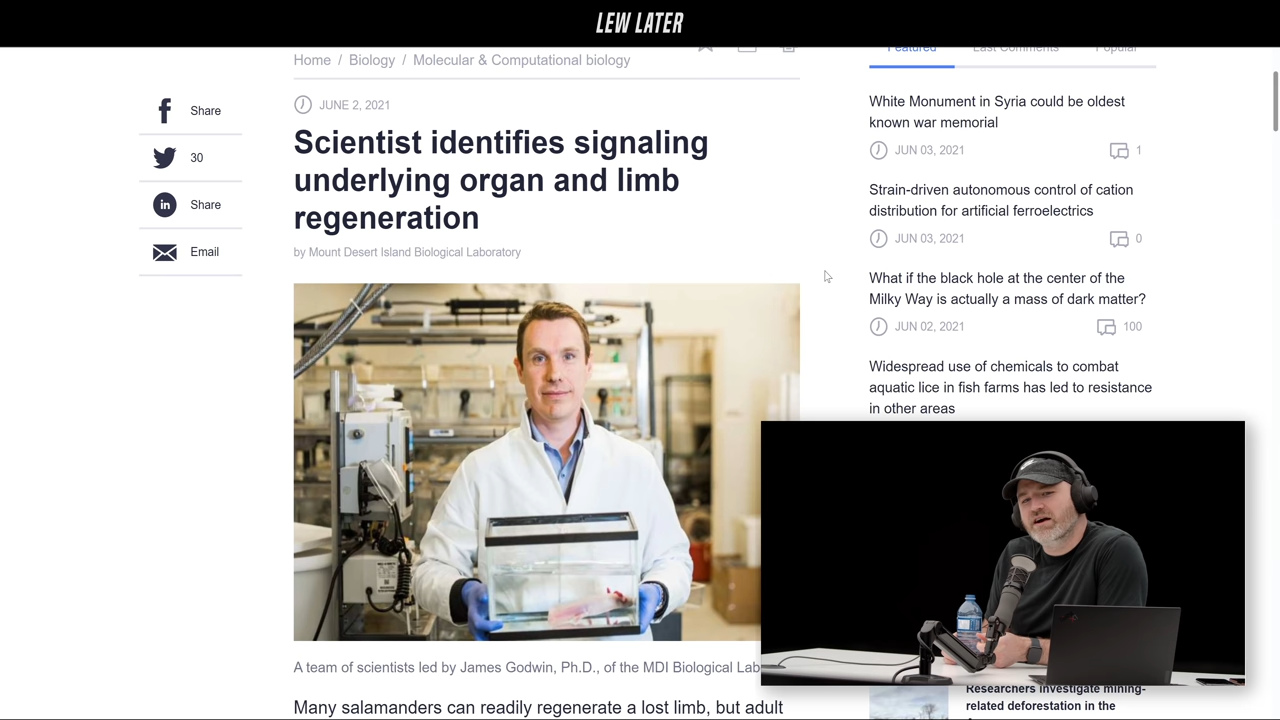 LEW LATER
Home / Biology / Molecular & Computational biology
Featured
Last Comments
Popular
Share
30
Share
Email
JUNE 2, 2021
Scientist identifies signaling
underlying organ and limb
regeneration
by Mount Desert Island Biological Laboratory
A team of scientists led by James Godwin, Ph.D., of the MDI Biological Lab
Many salamanders can readily regenerate a lost limb, but adult
White Monument in Syria could be oldest
known war memorial
JUN 03, 2021
1
Strain-driven autonomous control of cation
distribution for artificial ferroelectrics
JUN 03, 2021
0
What if the black hole at the center of the
Milky Way is actually a mass of dark matter?
JUN 02, 2021
100
Widespread use of chemicals to combat
aquatic lice in fish farms has led to resistance
in other areas
Researchers investigate mining-
related deforestation in the